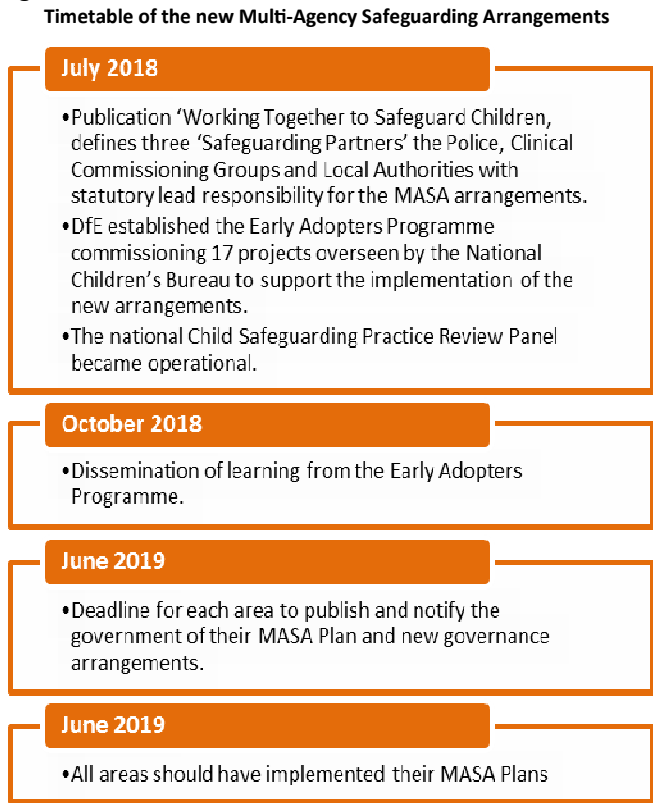 Timetable of the new Multi-Agency Safeguarding Arrangements
July 2018
•Publication ‘Working Together to Safeguard Children,
defines three ‘Safeguarding Partners’ the Police, Clinical
Commissioning Groups and Local Authorities with
statutory lead responsibility for the MASA arrangements.
•DfE established the Early Adopters Programme
commissioning 17 projects overseen by the National
Children’s Bureau to support the implementation of the
new arrangements.
•The national Child Safeguarding Practice Review Panel
became operational.
October 2018
•Dissemination of learning from the Early Adopters
Programme.
June 2019
•Deadline for each area to publish and notify the
government of their MASA Plan and new governance
arrangements.
June 2019
•All areas should have implemented their MASA Plans